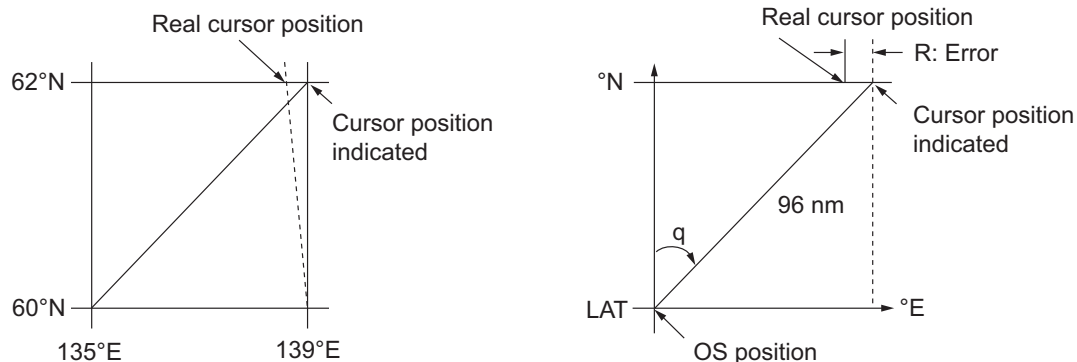 Real cursor position
62°N
Cursor position
indicated
60°N
135°E
139°E
Real cursor position
R: Error
°N
Cursor position
indicated
96 nm
q
LAT
°E
OS position